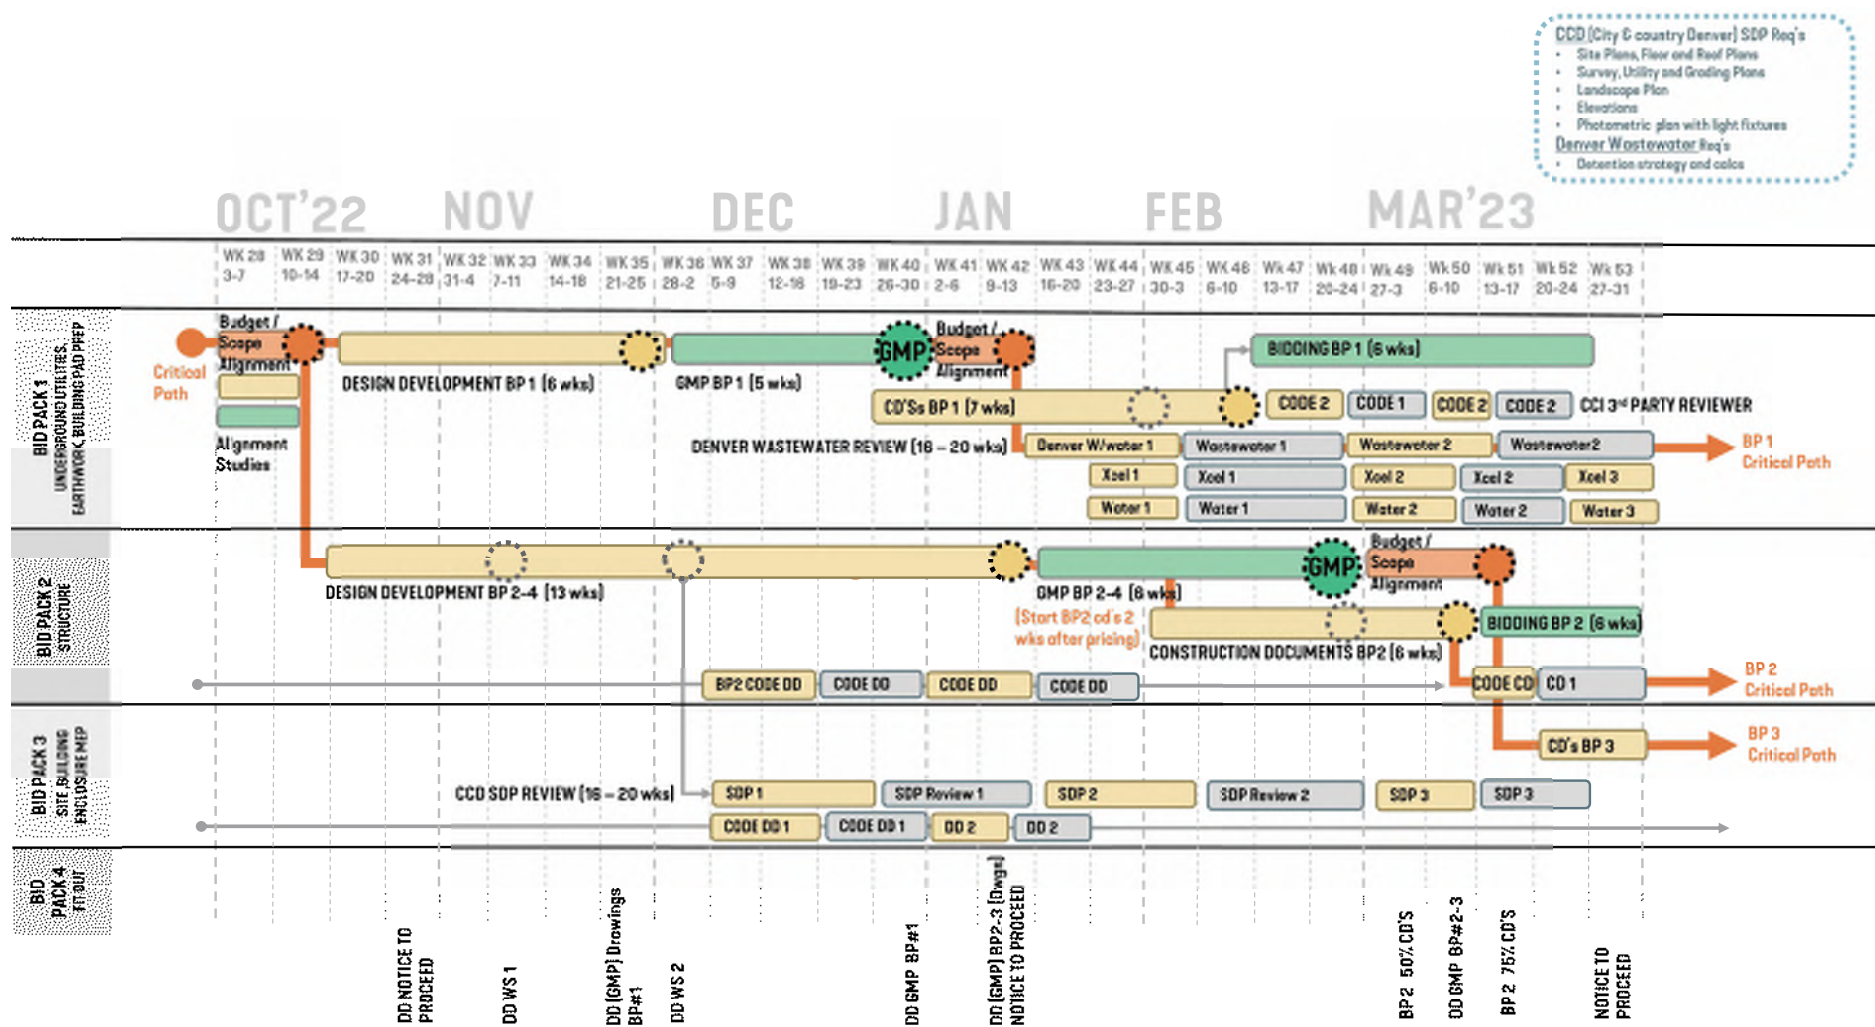 CCD (City & country Denver) SDP Req's
• Site Plans, Floor and Roof Plans
• Survey, Utility and Grading Plans
• Landscape Plan
• Elevations
• Photometric plan with light fixtures
Denver Wastewater Req's
• Detention strategy and calcs
OCT'22 NOV DEC JAN FEB MAR'23
WK 28 WK 29 WK 30 WK 31 WK 32 WK 33 WK 34 WK 35 WK 36 WK 37 WK 38 WK 39 WK 40 WK 41 WK 42 WK 43 WK 44 WK 45 WK 46 Wk 47 WK 48 Wk 49 Wk 50 Wk 51 Wk 52 Wk 53
3-7 10-14 17-20 24-28 31-4 7-11 14-18 21-25 28-2 5-9 12-16 19-23 26-30 2-6 9-13 16-20 23-27 30-3 6-10 13-17 20-24 27-3 6-10 13-17 20-24 27-31
BID PACK 1
UNDERGROUND UTILITIES,
EARTHWORK, BUILDING PAD PREP
Critical
Path
Budget /
Scope
Alignment
Alignment
Studies
DESIGN DEVELOPMENT BP 1 (6 wks)
GMP BP 1 (5 wks)
GMP
Budget /
Scope
Alignment
BIDDING BP 1 (6 wks)
CD'Ss BP 1 (7 wks)
CODE 2
CODE 1
CODE 2
CODE 2
CCI 3rd PARTY REVIEWER
DENVER WASTEWATER REVIEW (16 – 20 wks)
Denver W/water 1
Wastewater 1
Wastewater 2
Wastewater2
BP 1
Critical Path
Xcel 1
Xcel 1
Xcel 2
Xcel 2
Xcel 3
Water 1
Water 1
Water 2
Water 2
Water 3
BID PACK 2
STRUCTURE
DESIGN DEVELOPMENT BP 2-4 (13 wks)
GMP BP 2-4 (6 wks)
GMP
Budget /
Scope
Alignment
(Start BP2 cd's 2
wks after pricing)
CONSTRUCTION DOCUMENTS BP2 (6 wks)
BIDDING BP 2 (6 wks)
BP2 CODE DD
CODE DD
CODE DD
CODE DD
CODE CD
CD 1
BP 2
Critical Path
BID PACK 3
SITE, BUILDING
ENCLOSURE MEP
CD's BP 3
BP 3
Critical Path
CCD SDP REVIEW (16 – 20 wks)
SDP 1
SDP Review 1
SDP 2
SDP Review 2
SDP 3
SDP 3
CODE DD 1
CODE DD 1
DD 2
DD 2
BID
PACK 4
FIT OUT
DD NOTICE TO
PROCEED
DD WS 1
DD (GMP) Drawings
BP#1
DD WS 2
DD GMP BP#1
DD (GMP) BP2-3 (Dwgs)
NOTICE TO PROCEED
BP 2 50% CD'S
DD GMP BP#2-3
BP 2 75% CD'S
NOTICE TO
PROCEED